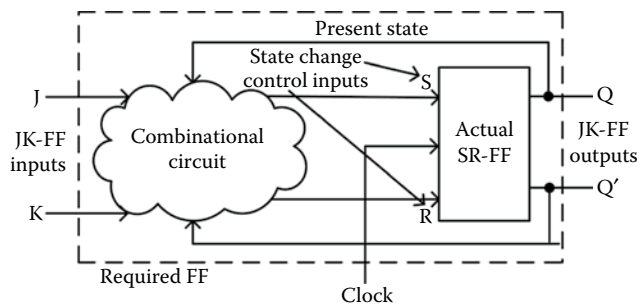 Present state
State change
control inputs
S
J
Q
JK-FF
inputs
Combinational
circuit
Actual
SR-FF
JK-FF
outputs
Q′
K
R
Required FF
Clock